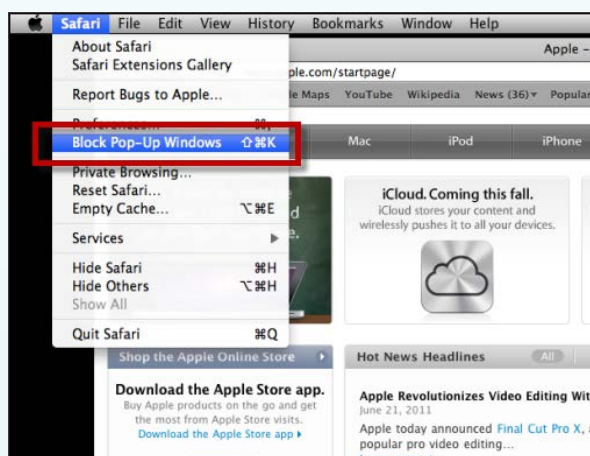 Safari File Edit View History Bookmarks Window Help
About Safari
Safari Extensions Gallery
Apple –
ple.com/startpage/
Report Bugs to Apple...
Maps YouTube Wikipedia News (36) Popular
Preferences... ⌘,
Block Pop-Up Windows ⇧⌘K
Mac iPod iPhone
Private Browsing...
Reset Safari...
Empty Cache... ⌥⌘E
Services
Hide Safari ⌘H
Hide Others ⌥⌘H
Show All
Quit Safari ⌘Q
iCloud. Coming this fall.
iCloud stores your content and
wirelessly pushes it to all your devices.
Shop the Apple Online Store
Hot News Headlines All
Download the Apple Store app.
Buy Apple products on the go and get
the most from Apple Store visits.
Download the Apple Store app
Apple Revolutionizes Video Editing Wit
June 21, 2011
Apple today announced Final Cut Pro X,
popular pro video editing...